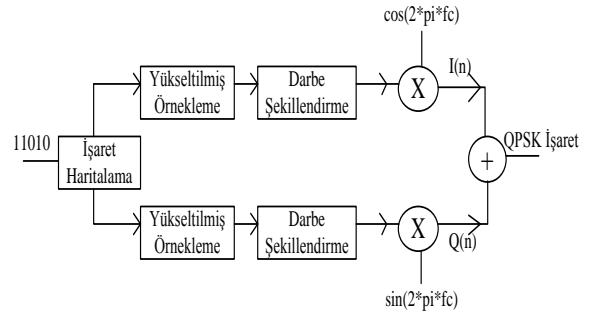 cos(2*pi*fc)
I(n)
Yükseltilmiş
Örnekleme
Darbe
Şekillendirme
X
11010
İşaret
Haritalama
+
QPSK İşaret
Yükseltilmiş
Örnekleme
Darbe
Şekillendirme
X
Q(n)
sin(2*pi*fc)